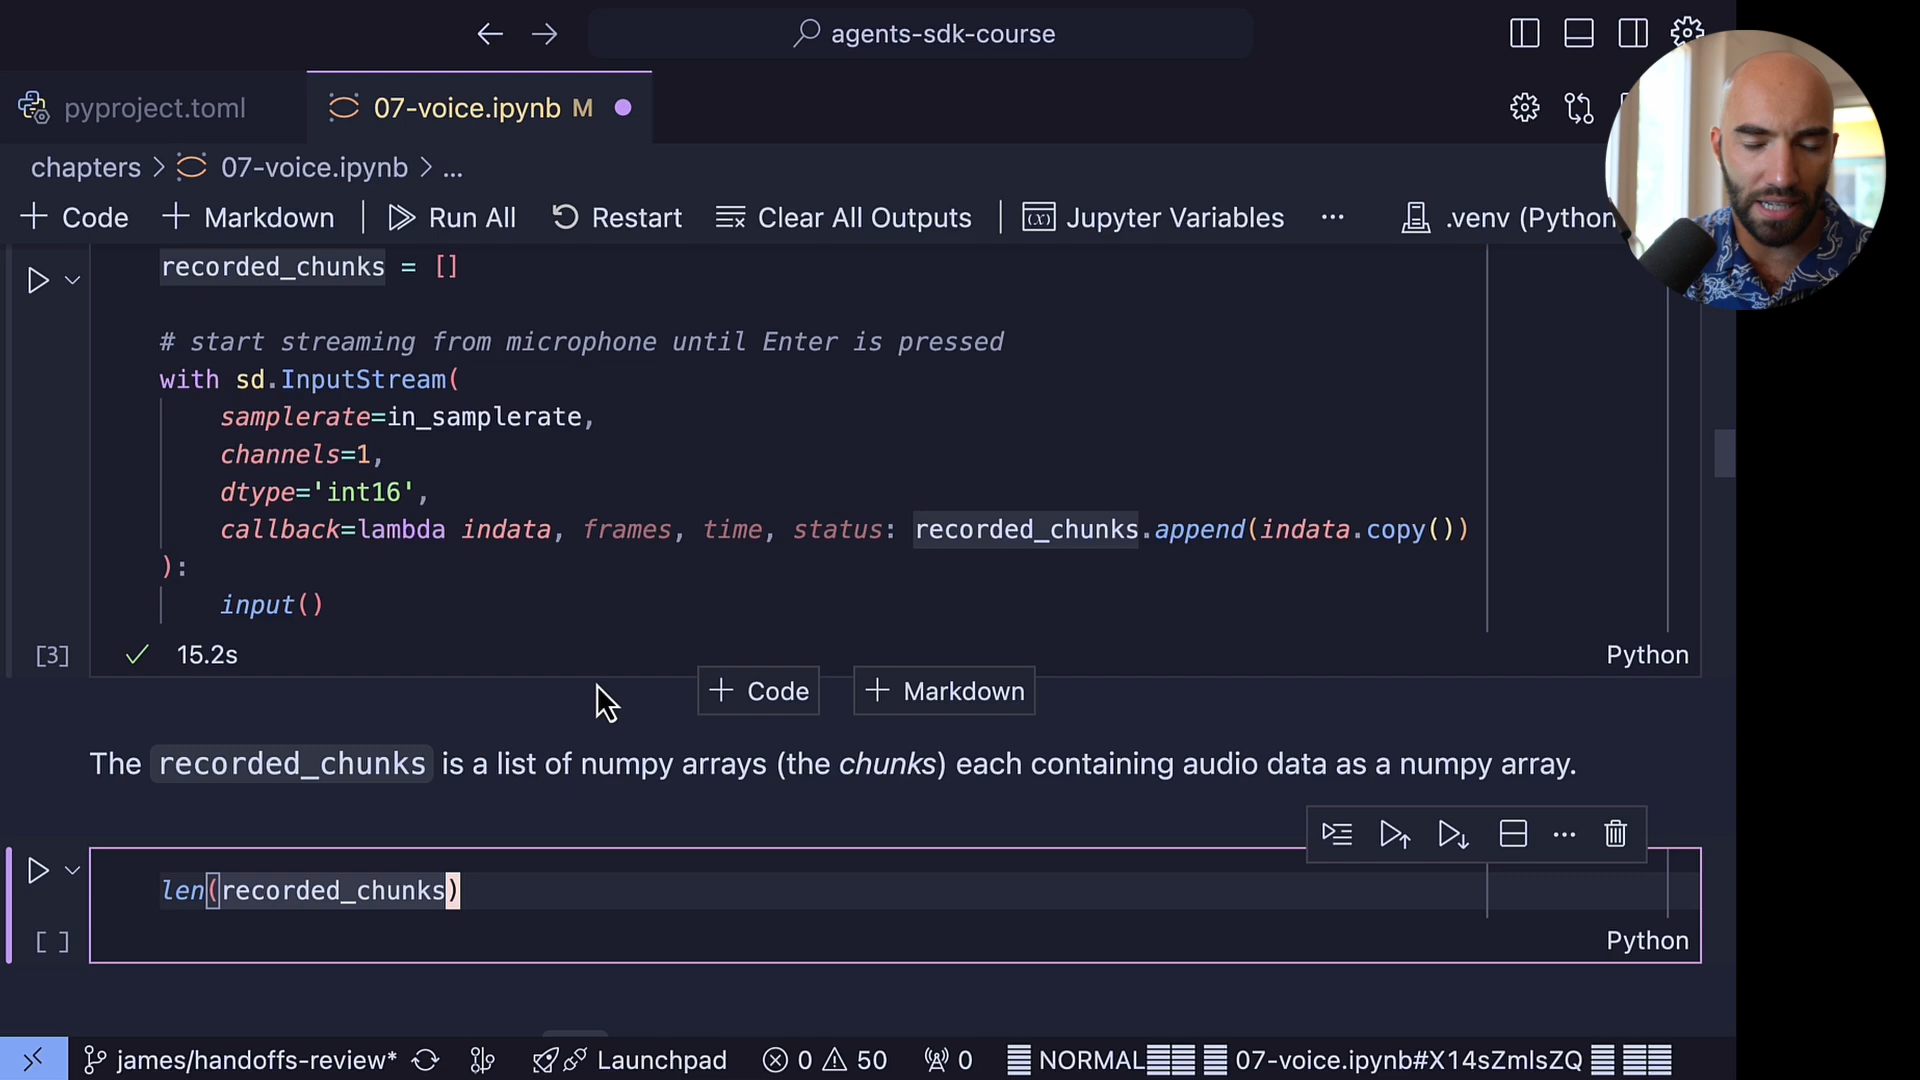 agents-sdk-course
pyproject.toml
07-voice.ipynb M
chapters > 07-voice.ipynb > ...
+ Code + Markdown | Run All Restart Clear All Outputs | Jupyter Variables ... .venv (Python
recorded_chunks = []
# start streaming from microphone until Enter is pressed
with sd.InputStream(
samplerate=in_samplerate,
channels=1,
dtype='int16',
callback=lambda indata, frames, time, status: recorded_chunks.append(indata.copy())
):
input()
[3] 15.2s Python
+ Code + Markdown
The recorded_chunks is a list of numpy arrays (the chunks) each containing audio data as a numpy array.
len(recorded_chunks)
[ ] Python
james/handoffs-review* Launchpad 0 50 0 NORMAL 07-voice.ipynb#X14sZmlsZQ